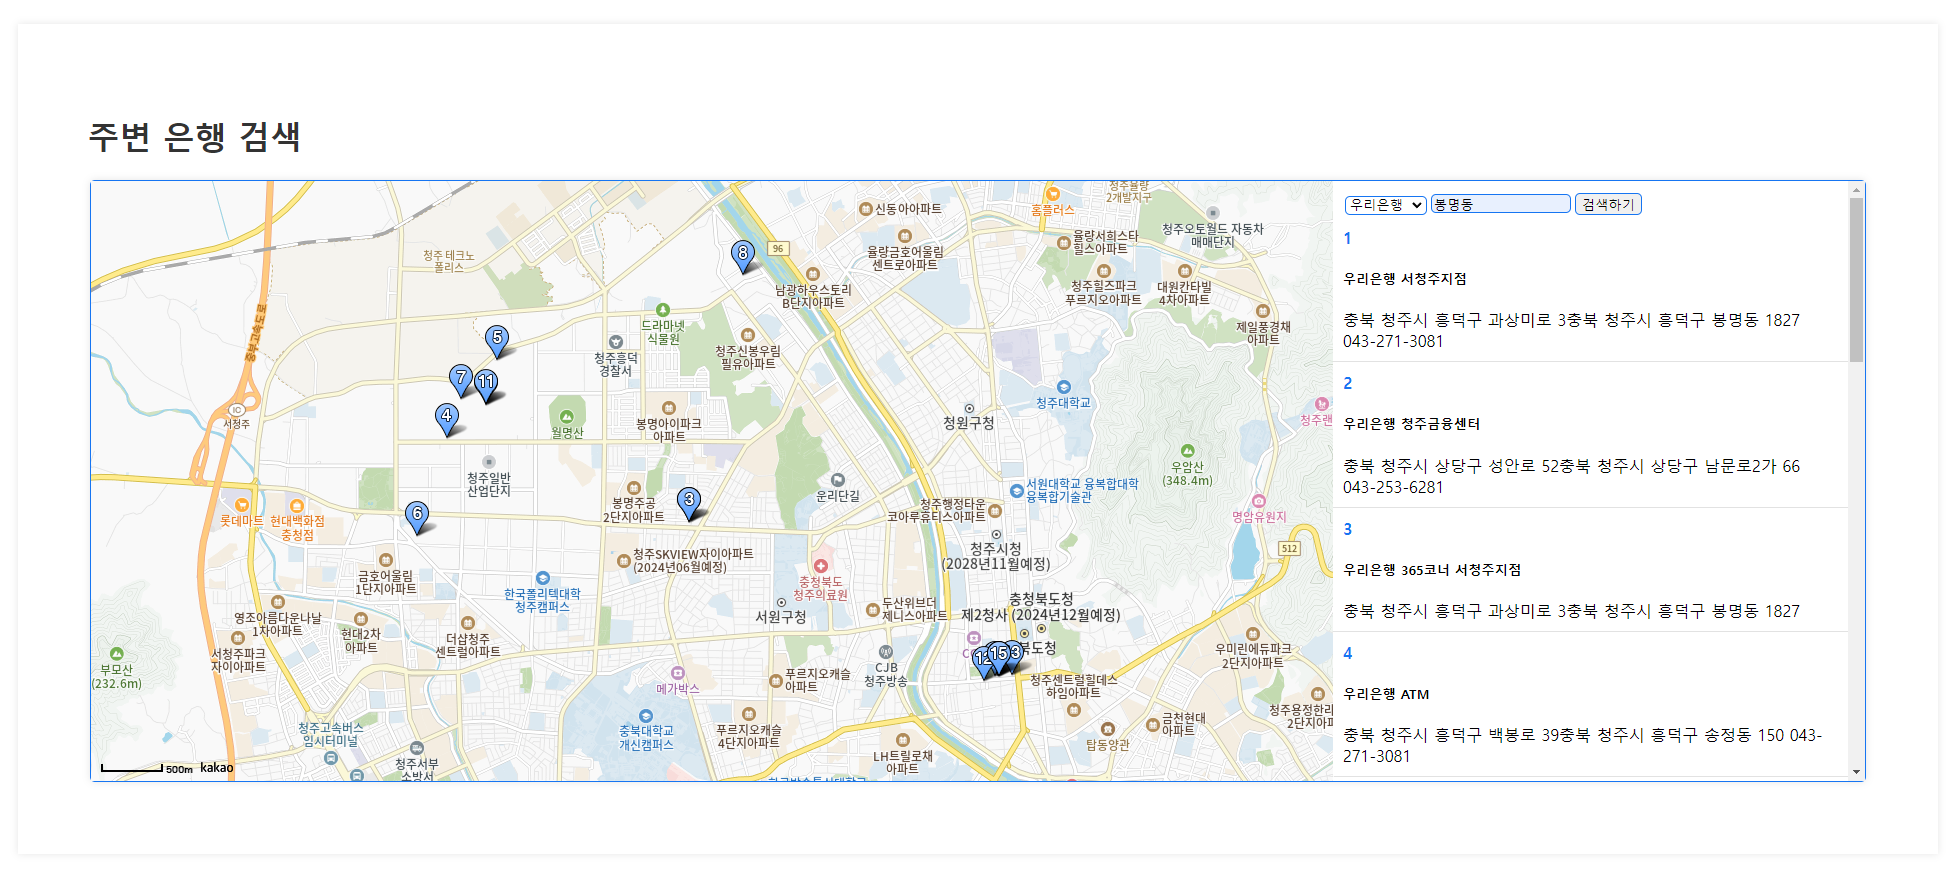 주변 은행 검색
우리은행
봉명동
검색하기
1
우리은행 서청주지점
충북 청주시 흥덕구 과상미로 3충북 청주시 흥덕구 봉명동 1827
043-271-3081
2
우리은행 청주금융센터
충북 청주시 상당구 성안로 52충북 청주시 상당구 남문로2가 66
043-253-6281
3
우리은행 365코너 서청주지점
충북 청주시 흥덕구 과상미로 3충북 청주시 흥덕구 봉명동 1827
4
우리은행 ATM
충북 청주시 흥덕구 백봉로 39충북 청주시 흥덕구 송정동 150 043-
271-3081
청주율량
2개발지구
홈플러스
신동아아파트
율량금호어울림
센트로아파트
율량서희스타
힐스아파트
청주오토월드 자동차
매매단지
청주 테크노
폴리스
8
96
남광하우스토리
B단지아파트
청주힐즈파크
푸르지오아파트
대원칸타빌
4차아파트
제일풍경채
아파트
중부고속도로
드라마넷
식물원
5
청주흥덕
경찰서
청주신봉우림
필유아파트
7
11
4
IC
서청주
월명산
봉명아이파크
아파트
청주대학교
청원구청
청주랜
청주일반
산업단지
운리단길
우암산
(348.4m)
서원대학교 융복합대학
융복합기술관
롯데마트
현대백화점
충청점
6
봉명주공
2단지아파트
3
청주행정타운
코아루휴티스아파트
명암유원지
512
청주시청
(2028년11월예정)
청주SKVIEW자이아파트
(2024년06월예정)
금호어울림
1단지아파트
한국폴리텍대학
청주캠퍼스
충청북도
청주의료원
서원구청
두산위브더
제니스아파트
충청북도청
제2청사 (2024년12월예정)
영조아름다운나날
1차아파트
현대2차
아파트
더샵청주
센트럴아파트
서청주파크
자이아파트
부모산
(232.6m)
메가박스
푸르지오캐슬
아파트
CJB
청주방송
12
15
3
북도청
청주센트럴힐데스
하임아파트
우미린에듀파크
2단지아파트
청주고속버스
임시터미널
충북대학교
개신캠퍼스
푸르지오캐슬
4단지아파트
LH트릴로채
아파트
탑동양관
금천현대
아파트
청주용정한라
2단지아파
청주서부
소방서
500m kakao